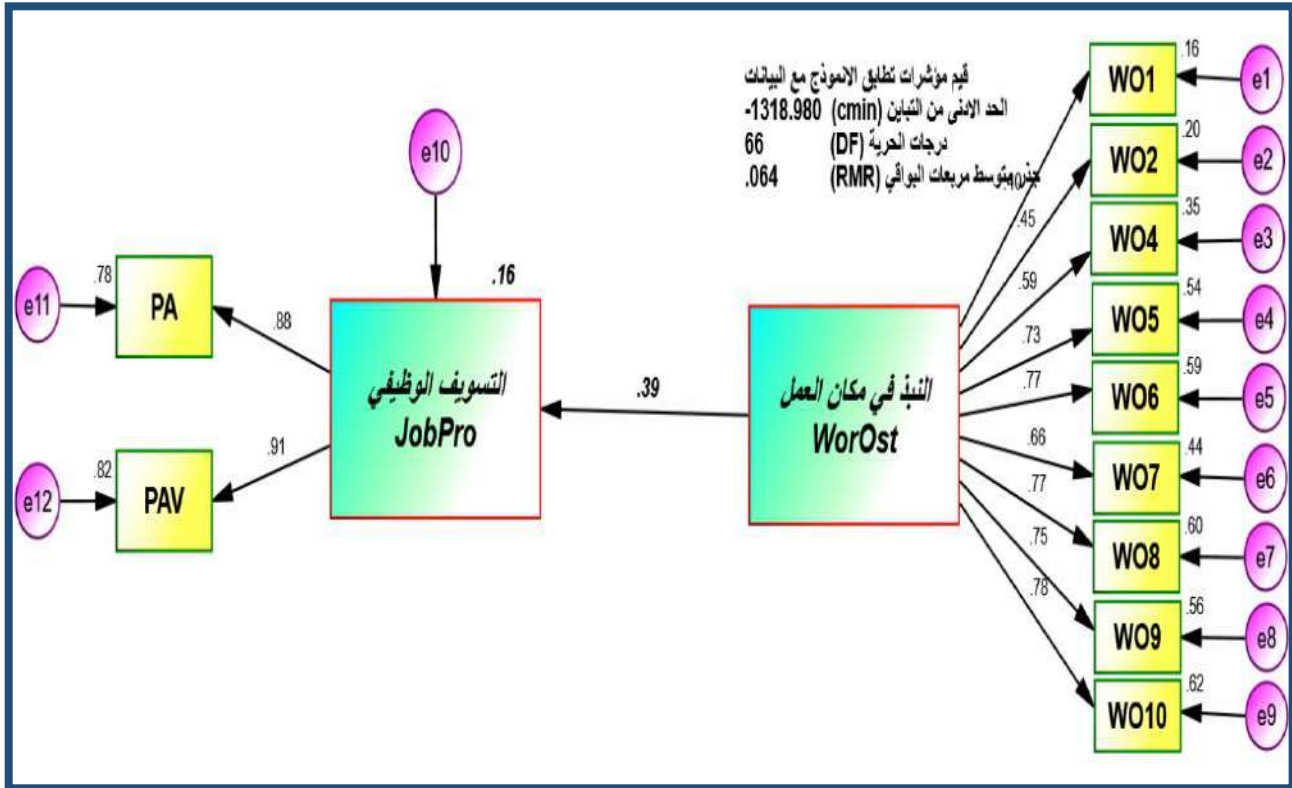 قيم مؤشرات تطابق الانموذج مع البيانات
الحد الادنى من التباين (cmin) -1318.980
درجات الحرية (DF) 66
جذر متوسط مربعات البواقي (RMR) .064
e10
.16
التسويف الوظيفي
JobPro
e11
.78
PA
.88
e12
.82
PAV
.91
.39
النبذ في مكان العمل
WorOst
.40
WO1
.16
e1
.45
WO2
.20
e2
.59
WO4
.35
e3
.73
WO5
.54
e4
.77
WO6
.59
e5
.66
WO7
.44
e6
.77
WO8
.60
e7
.75
WO9
.56
e8
.78
WO10
.62
e9